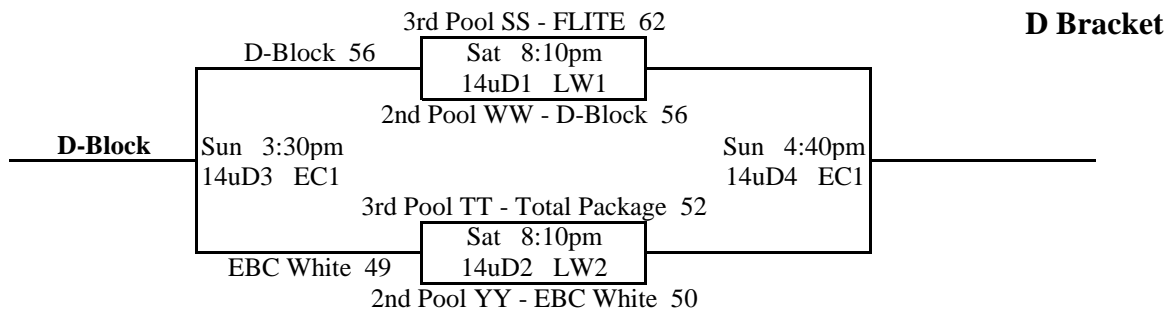 3rd Pool SS - FLITE 62
D Bracket
D-Block 56
Sat 8:10pm
14uD1 LW1
2nd Pool WW - D-Block 56
D-Block
Sun 3:30pm
14uD3 EC1
Sun 4:40pm
14uD4 EC1
3rd Pool TT - Total Package 52
Sat 8:10pm
14uD2 LW2
EBC White 49
2nd Pool YY - EBC White 50